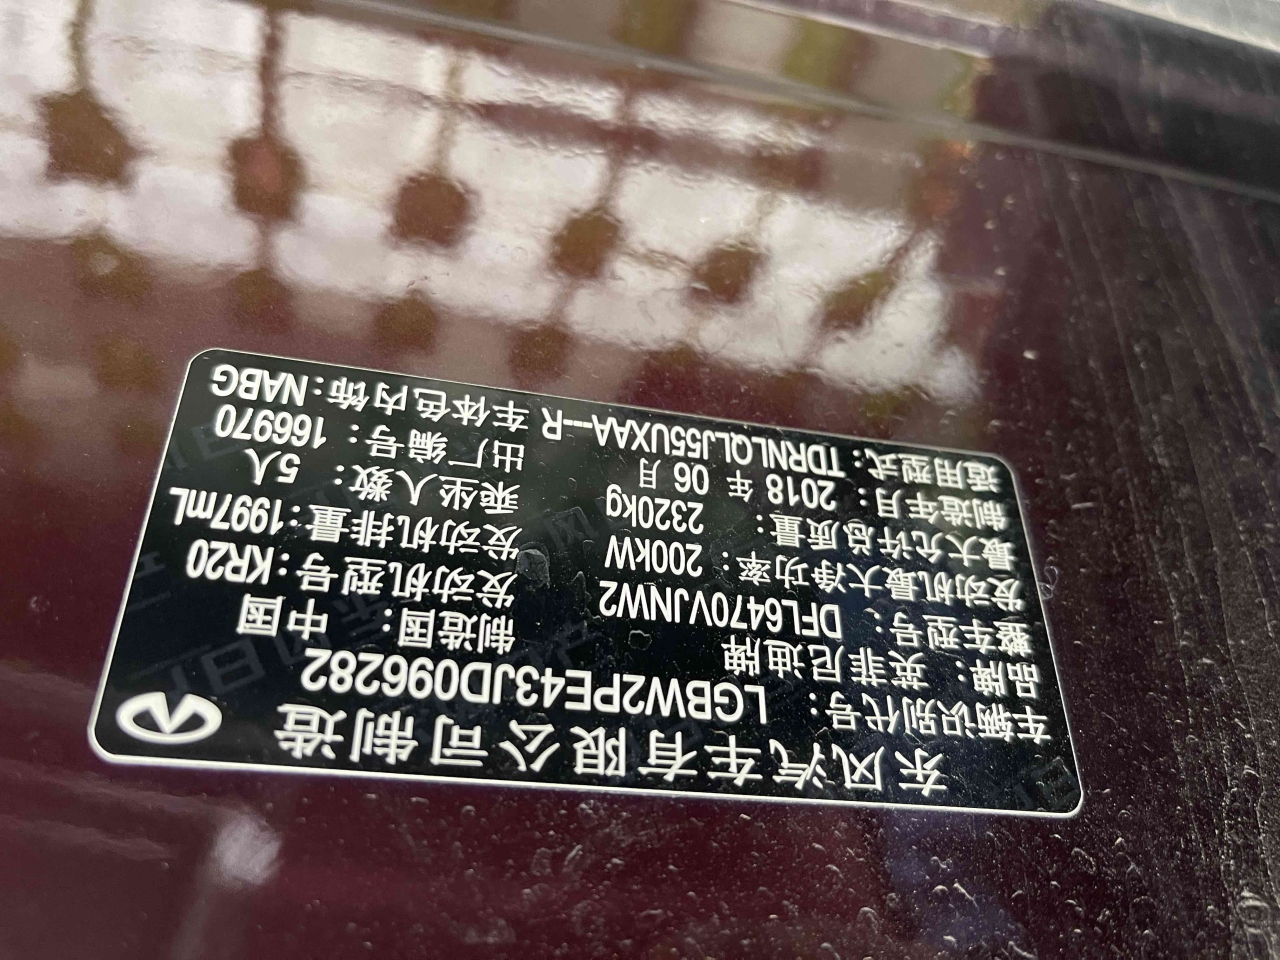 东风汽车有限公司制造
车辆识别代号: LGBW2PE43JD096282
品牌: 英菲尼迪牌 制造国: 中国
整车型号: DFL6470VJNW2 发动机型号:KR20
发动机最大净功率: 200kW 发动机排量:1997mL
最大允许总质量: 2320kg 乘坐人数: 5人
制造年月: 2018 年 06 月 出厂编号: 166970
适用型式: TDRNLQLJ55UXAA---R 车体色内饰:NABG